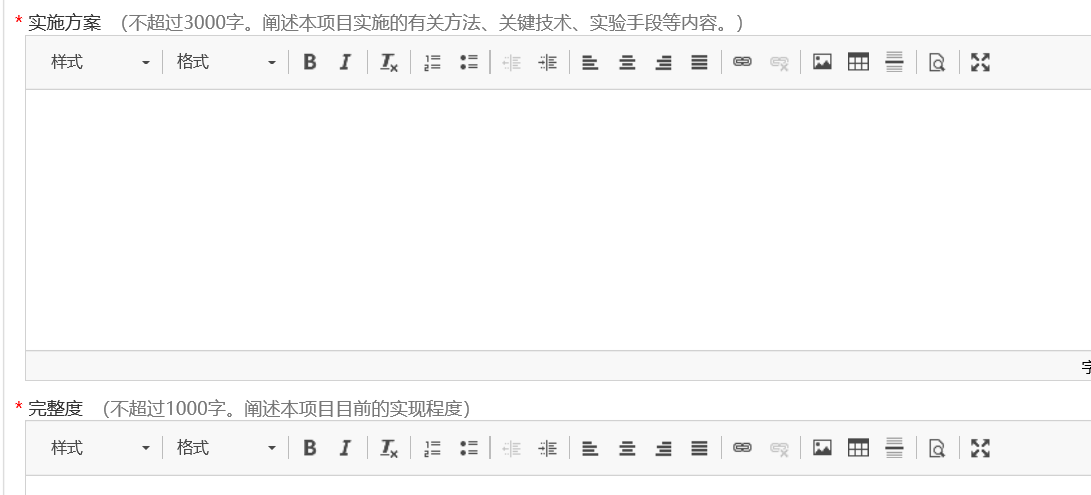 * 实施方案 （不超过3000字。阐述本项目实施的有关方法、关键技术、实验手段等内容。）
样式 格式 B I Tx
字
* 完整度 （不超过1000字。阐述本项目目前的实现程度）
样式 格式 B I Tx